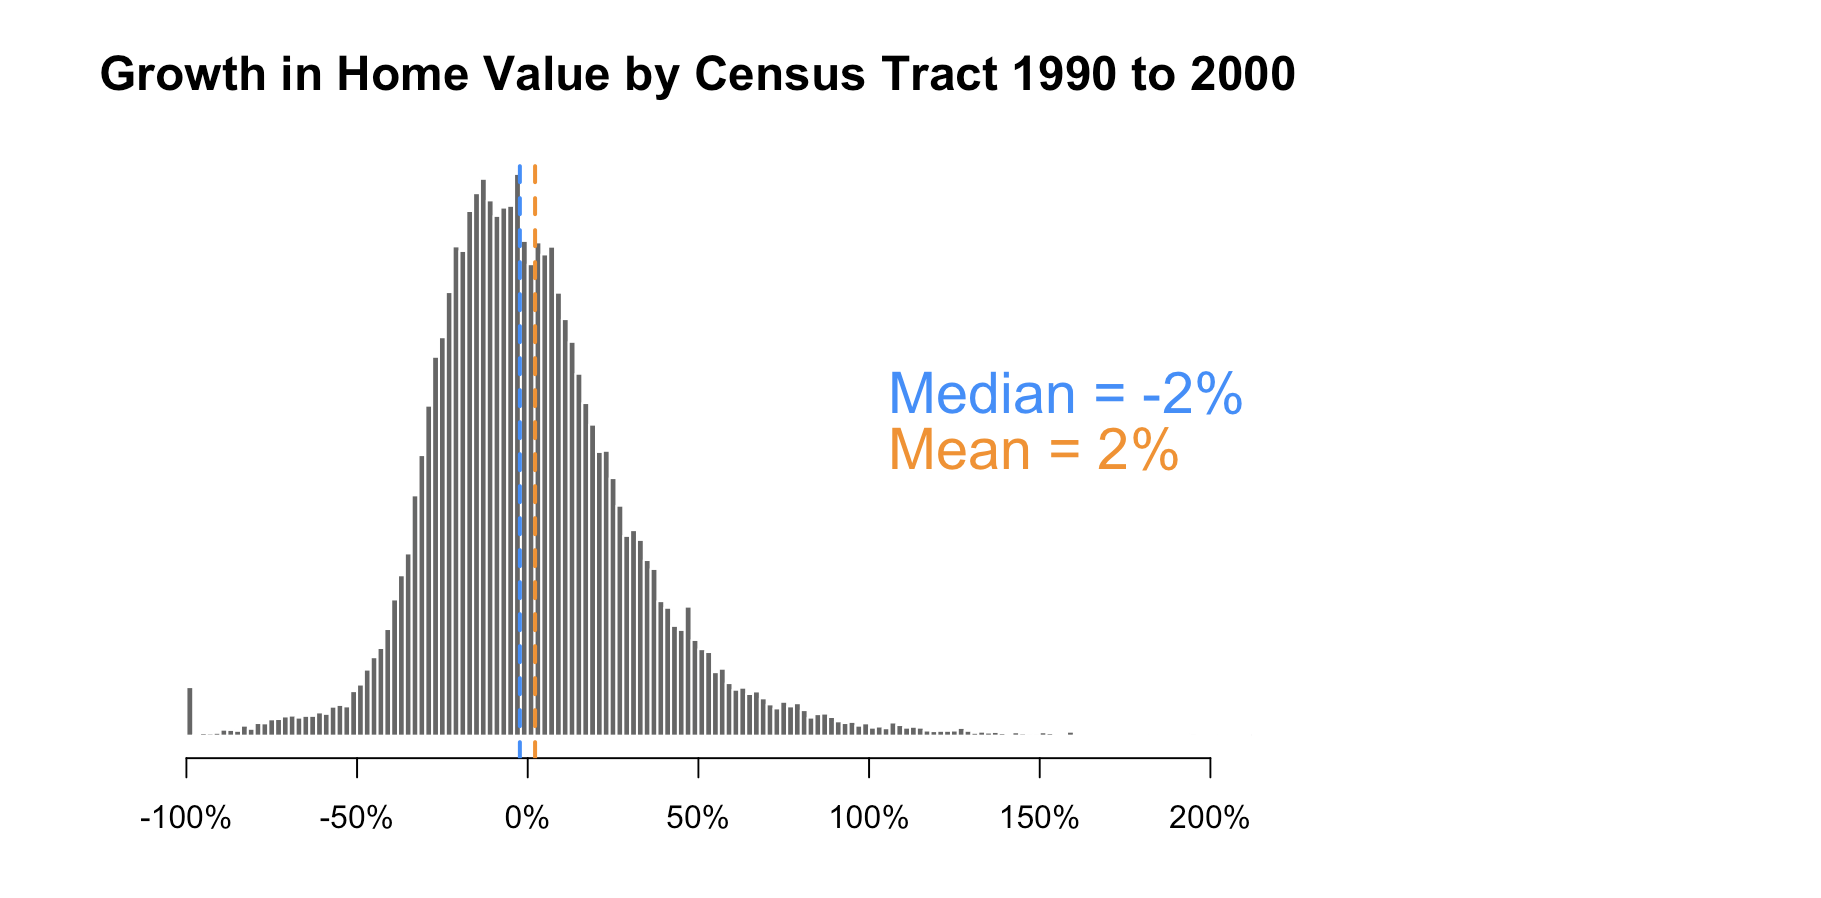 Growth in Home Value by Census Tract 1990 to 2000
Median = -2%
Mean = 2%
-100% -50% 0% 50% 100% 150% 200%